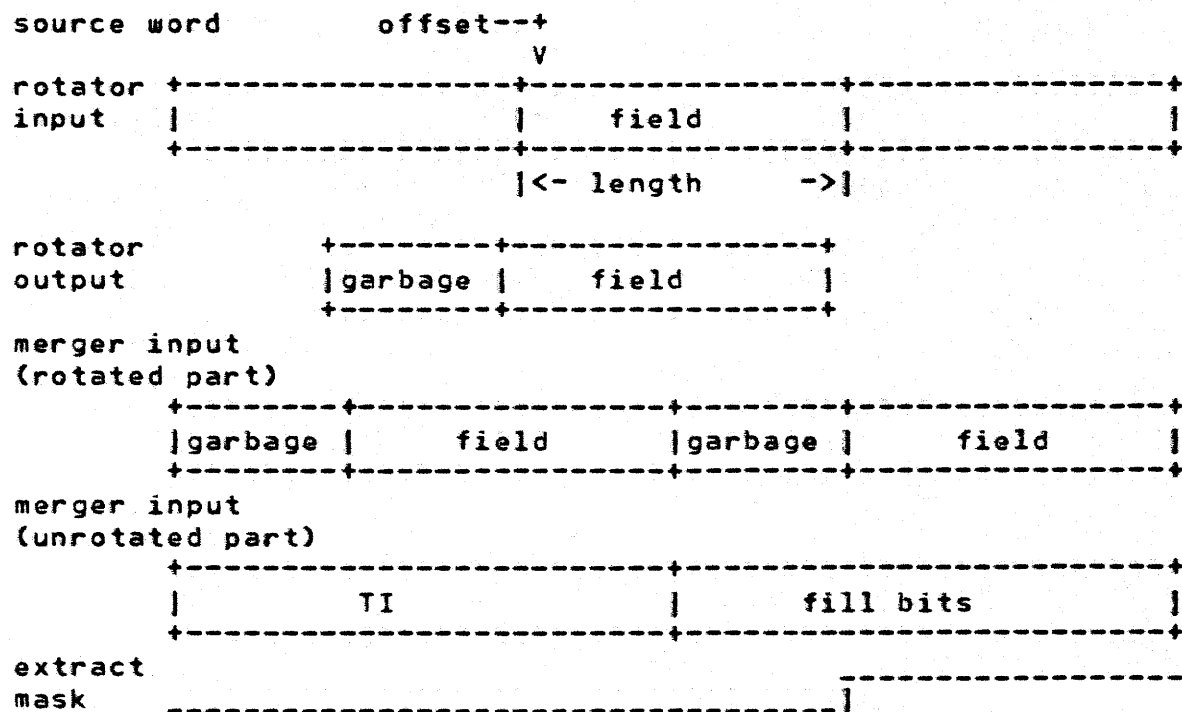 source word offset--+
V
rotator +----------------+---------------+---------------+
input | | field | |
+----------------+---------------+---------------+
|<- length ->|
rotator +--------+---------------+
output |garbage | field |
+--------+---------------+
merger input
(rotated part)
+--------+---------------+--------+---------------+
|garbage | field |garbage | field |
+--------+---------------+--------+---------------+
merger input
(unrotated part)
+------------------------+------------------------+
| TI | fill bits |
+------------------------+------------------------+
extract ----------------
mask ________________________________|